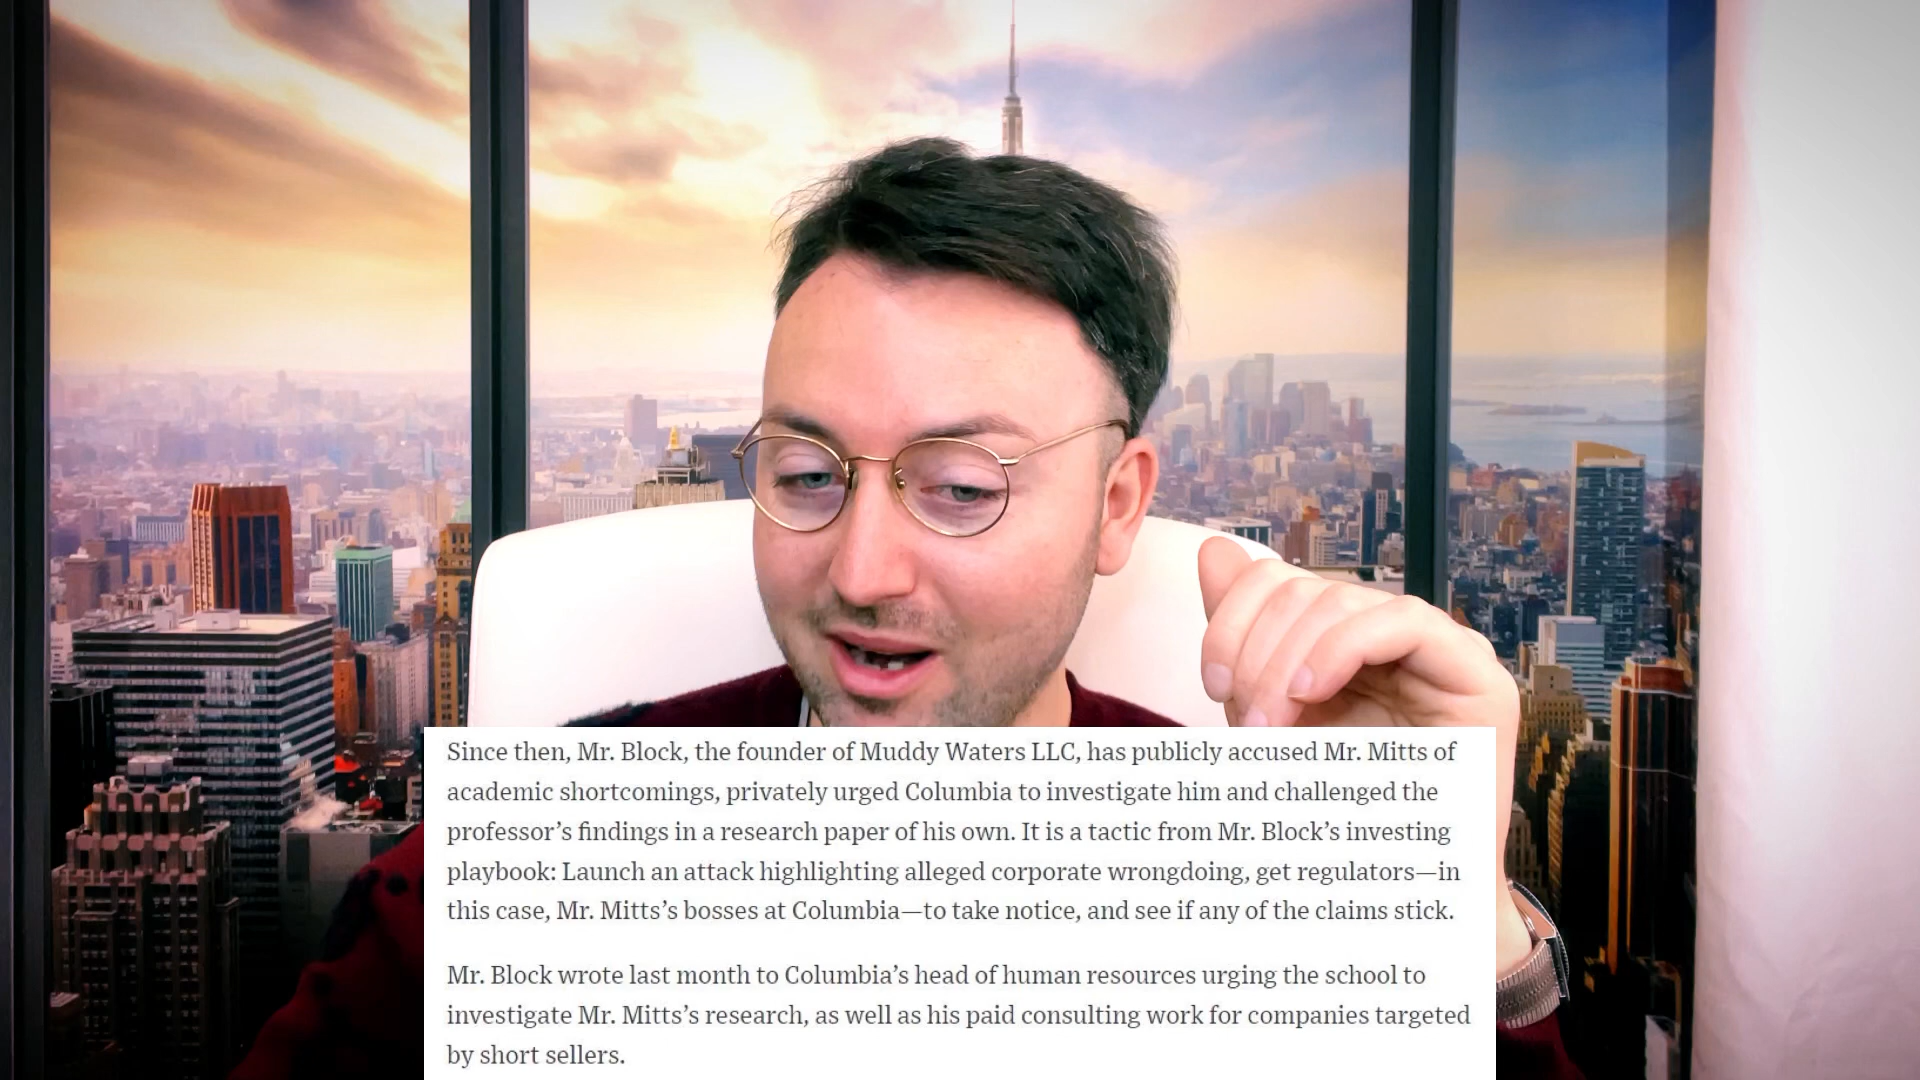 Since then, Mr. Block, the founder of Muddy Waters LLC, has publicly accused Mr. Mitts of
academic shortcomings, privately urged Columbia to investigate him and challenged the
professor’s findings in a research paper of his own. It is a tactic from Mr. Block’s investing
playbook: Launch an attack highlighting alleged corporate wrongdoing, get regulators—in
this case, Mr. Mitts’s bosses at Columbia—to take notice, and see if any of the claims stick.
Mr. Block wrote last month to Columbia’s head of human resources urging the school to
investigate Mr. Mitts’s research, as well as his paid consulting work for companies targeted
by short sellers.